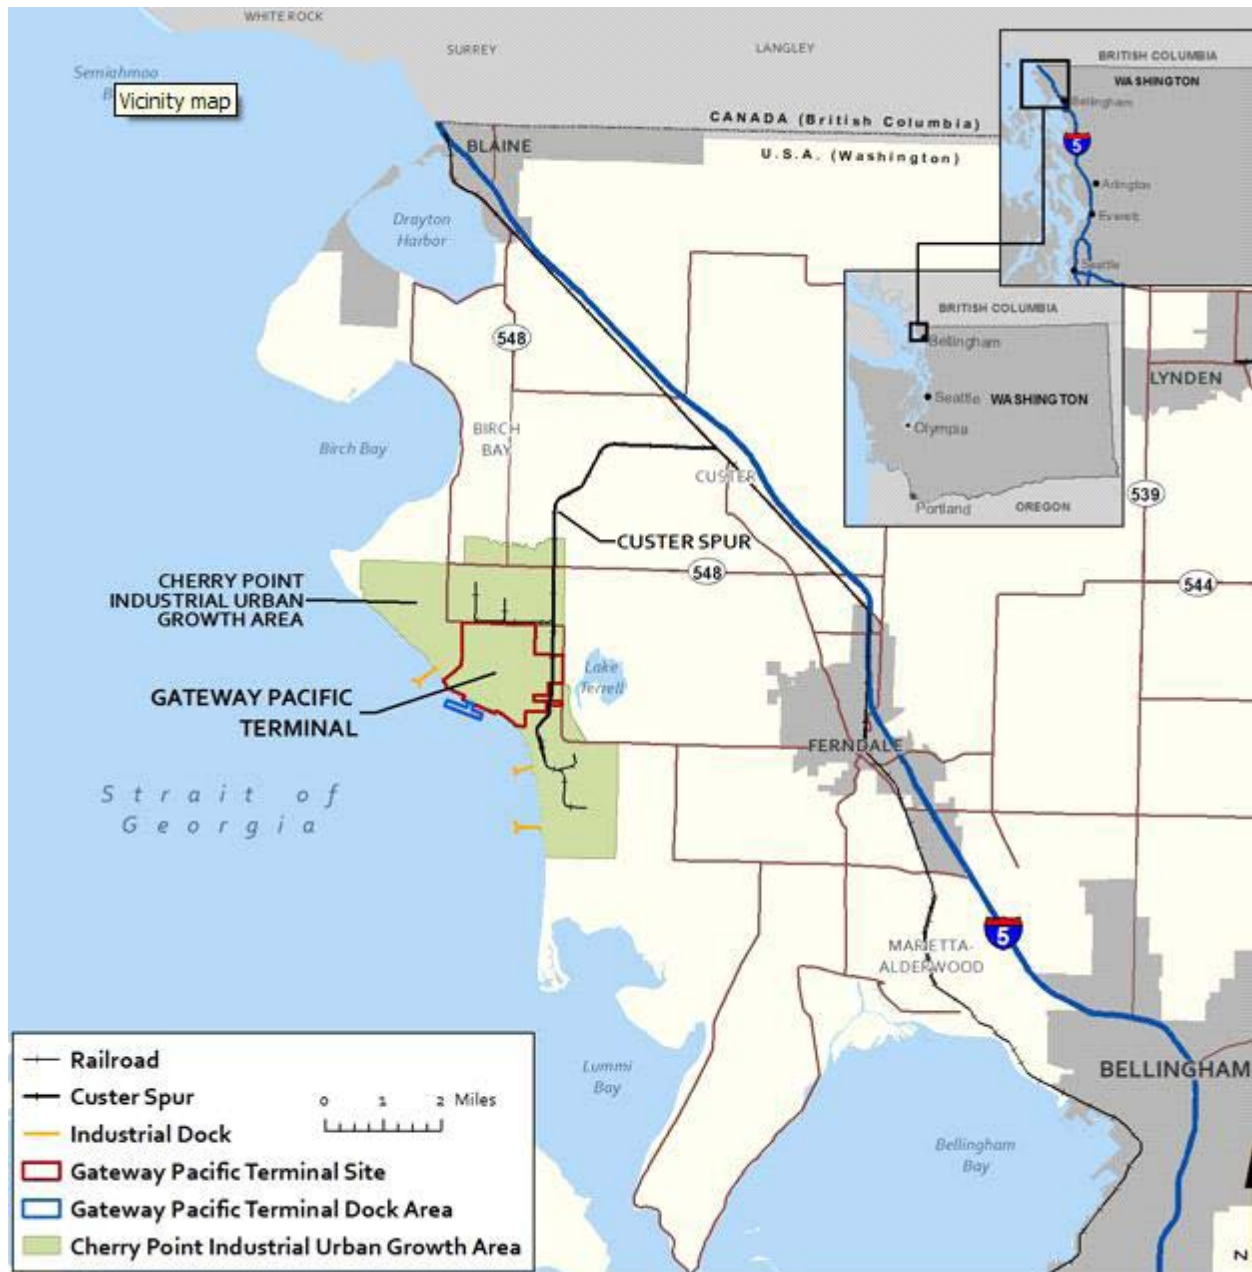 WHITE ROCK
SURREY
LANGLEY
Semiahmoo
Vicinity map
CANADA (British Columbia)
U.S.A. (Washington)
BLAINE
Drayton
Harbor
BRITISH COLUMBIA
WASHINGTON
Bellingham
5
Arlington
Everett
Seattle
BRITISH COLUMBIA
Bellingham
Seattle
WASHINGTON
Olympia
Portland
OREGON
548
LYNDEN
BIRCH
BAY
Birch Bay
CUSTER
539
CUSTER SPUR
548
544
CHERRY POINT
INDUSTRIAL URBAN
GROWTH AREA
Lake
Terrell
GATEWAY PACIFIC
TERMINAL
FERNDALE
Strait of
Georgia
5
MARIETTA-
ALDERWOOD
BELLINGHAM
Lummi
Bay
Bellingham
Bay
Railroad
Custer Spur
0 1 2 Miles
Industrial Dock
Gateway Pacific Terminal Site
Gateway Pacific Terminal Dock Area
Cherry Point Industrial Urban Growth Area
N